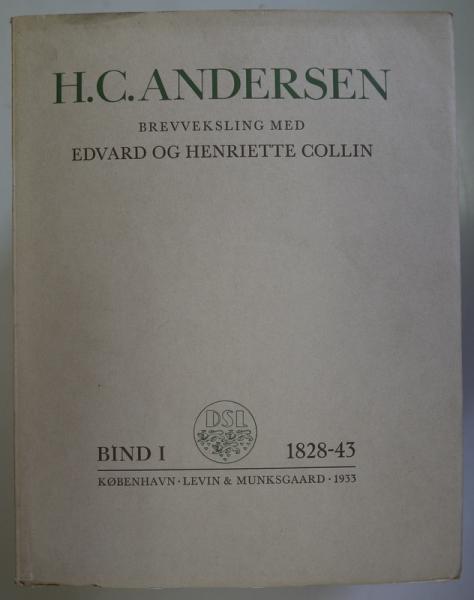 H.C. ANDERSEN
BREVVEKSLING MED
EDVARD OG HENRIETTE COLLIN
DSL
BIND I 1828-43
KØBENHAVN · LEVIN & MUNKSGAARD · 1933